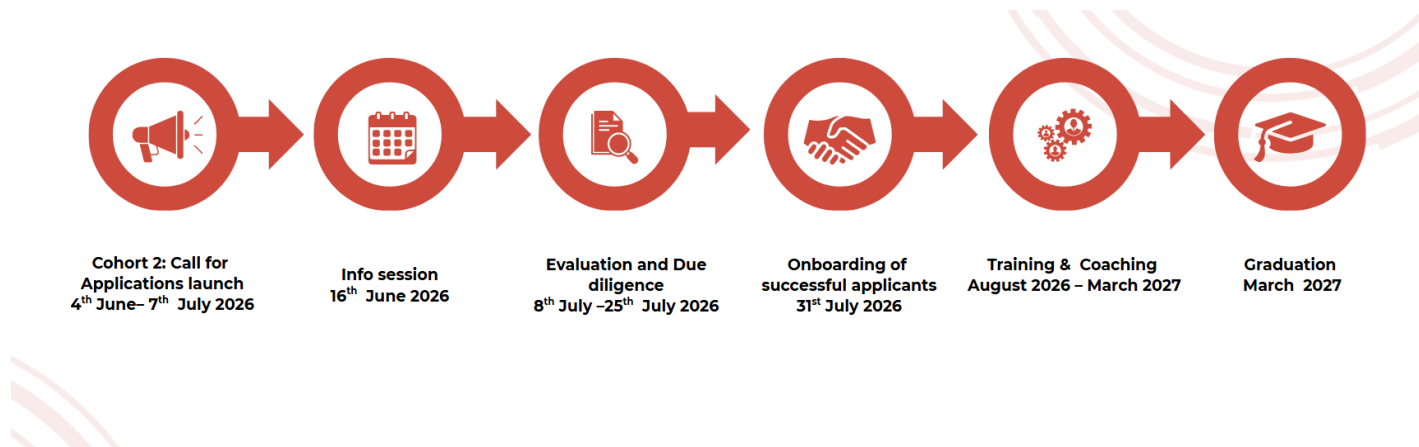 Cohort 2: Call for
Applications launch
4th June– 7th July 2026
Info session
16th June 2026
Evaluation and Due
diligence
8th July –25th July 2026
Onboarding of
successful applicants
31st July 2026
Training & Coaching
August 2026 – March 2027
Graduation
March 2027